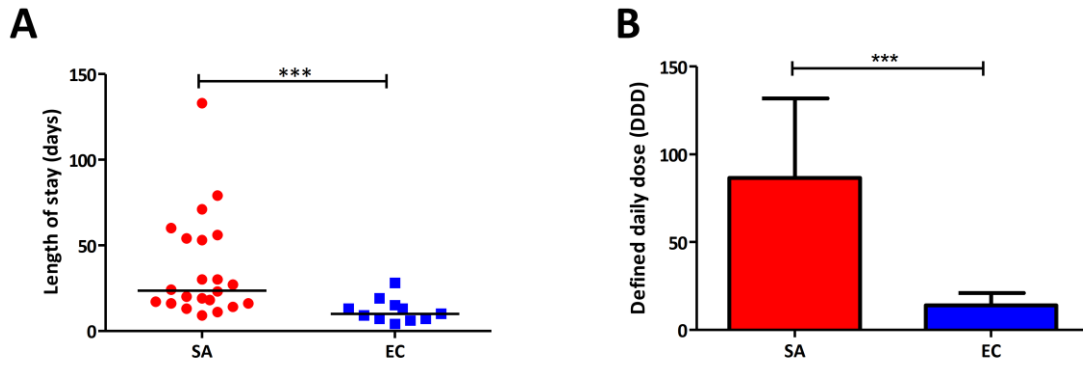 A
Length of stay (days)
150
100
50
0
***
SA
EC
B
Defined daily dose (DDD)
150
100
50
0
***
SA
EC